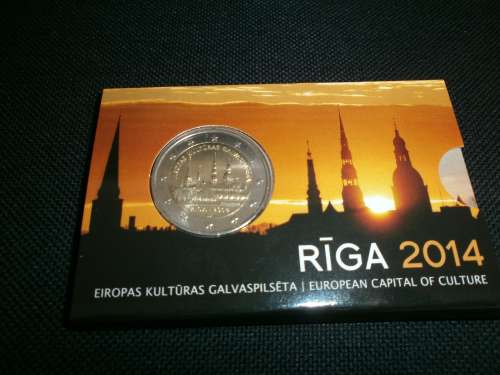 RĪGA 2014
EIROPAS KULTŪRAS GALVASPILSĒTA | EUROPEAN CAPITAL OF CULTURE